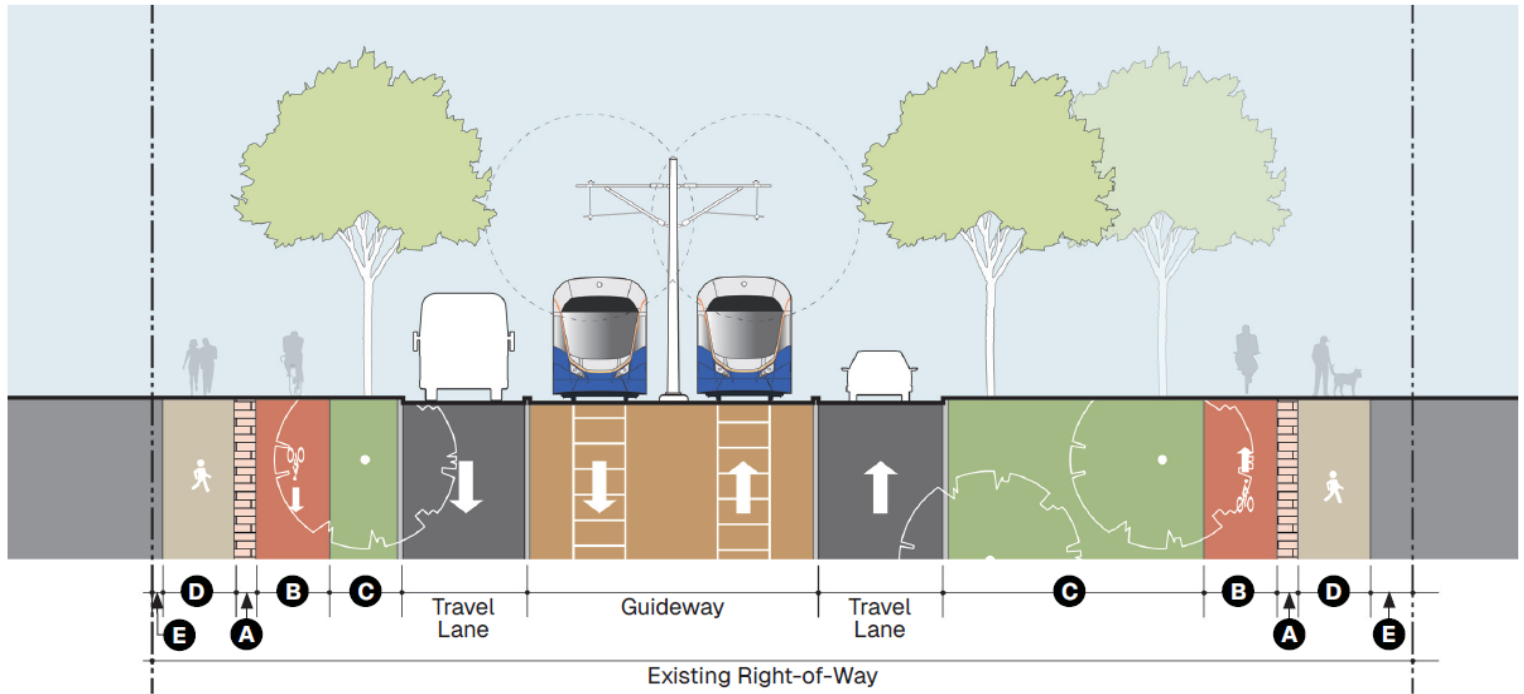 D
B
C
Travel
Lane
Guideway
Travel
Lane
C
B
D
E
A
A
E
Existing Right-of-Way